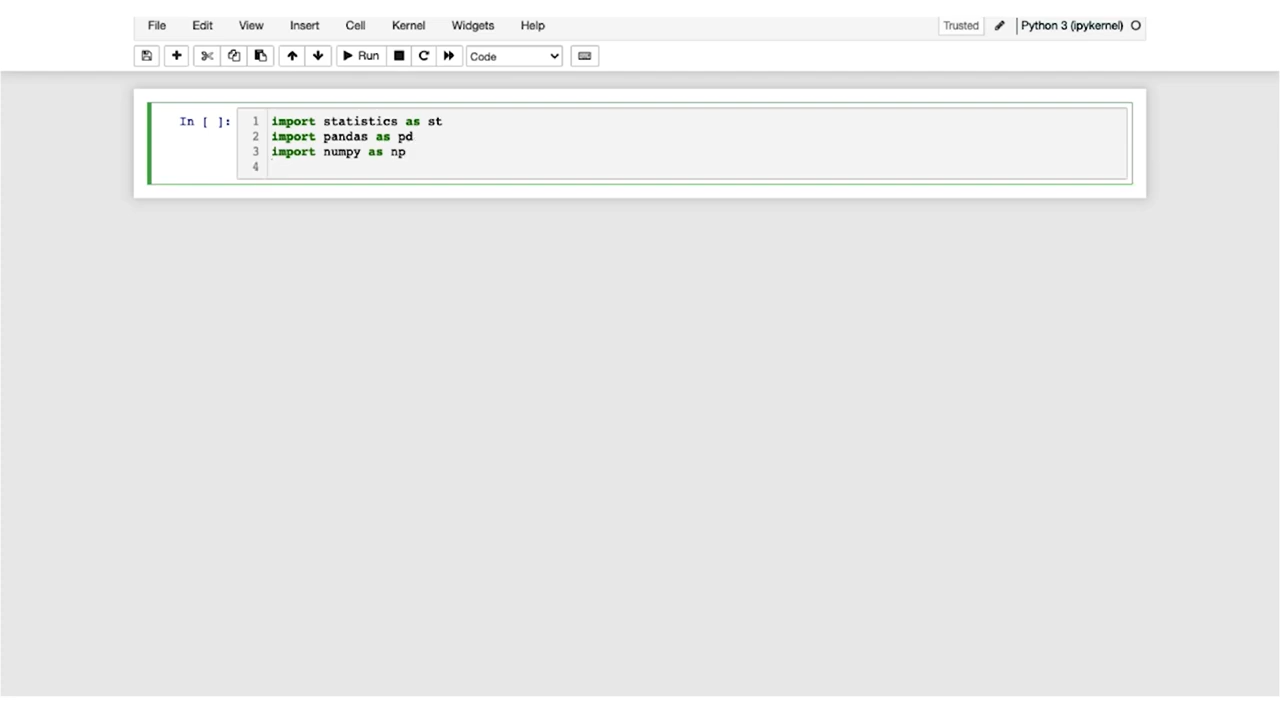 File Edit View Insert Cell Kernel Widgets Help Trusted Python 3 (ipykernel)
Run Code
In [ ]: 1 import statistics as st
2 import pandas as pd
3 import numpy as np
4